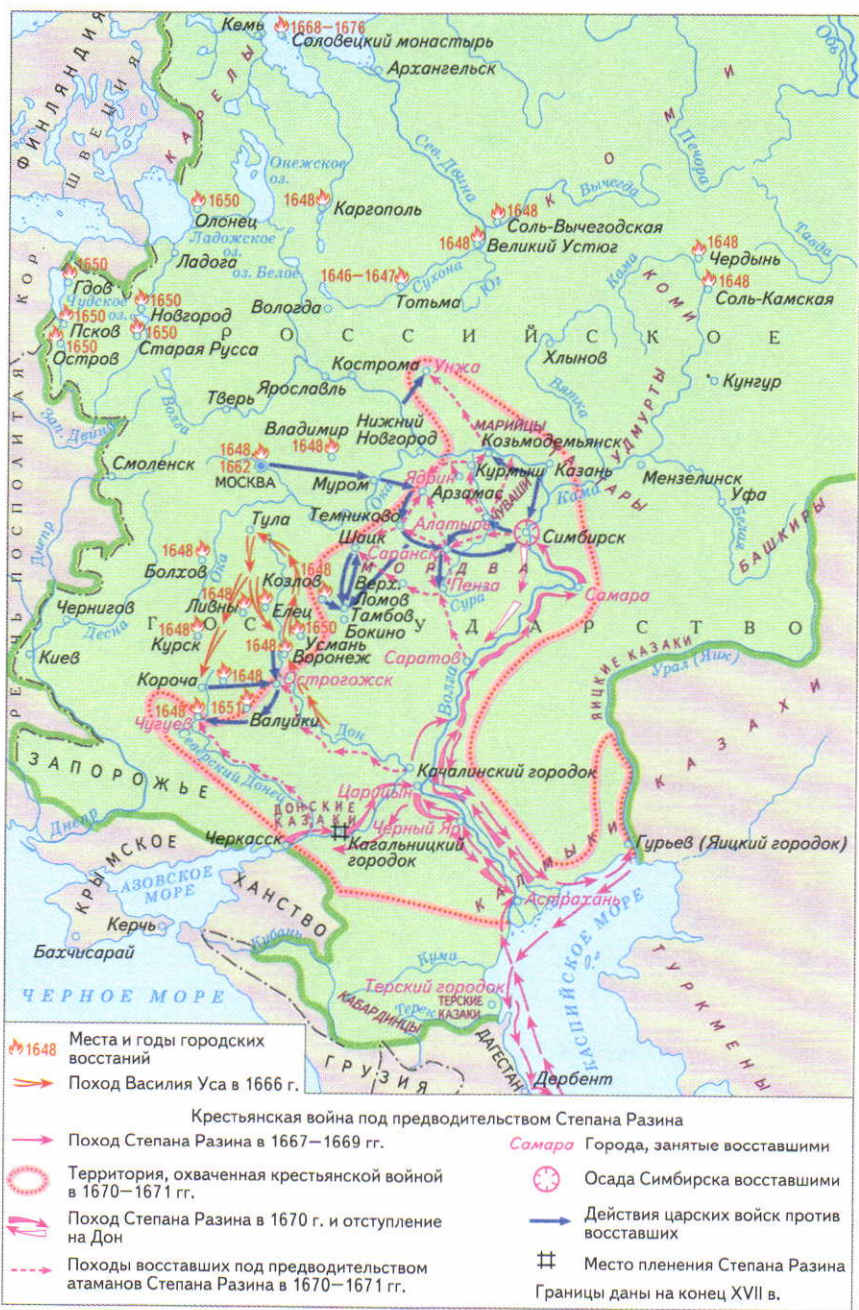 Кемь
1668–1676
Соловецкий монастырь
Архангельск
ФИНЛЯНДИЯ
ШВЕЦИЯ
КАРЕЛЫ
Онежское
оз.
Сев. Двина
КОМИ
Печора
Обь
1650
Олонец
1648
Каргополь
Вычегда
1648
Соль-Вычегодская
1648
Великий Устюг
Ладожское
оз.
Ладога
оз. Белое
1646–1647
Сухона
Тотьма
Юг
Кама
КОМИ
1648
Чердынь
Тавда
1648
Соль-Камская
КОР.
1650
Гдов
Чудское
оз.
1650
Псков
1650
Остров
1650
Новгород
1650
Старая Русса
Вологда
РОССИЙСКОЕ
Кострома
Унжа
Хлынов
Вятка
Кунгур
Зап. Двина
Волга
Тверь
Ярославль
Нижний
Новгород
МАРИЙЦЫ
Козьмодемьянск
УДМУРТЫ
ТАТАРЫ
Владимир
1648
Смоленск
1648
1662
МОСКВА
Муром
Ока
Ядрин
Курмыш
Казань
Арзамас
ЧУВАШИ
Кама
Мензелинск
Уфа
Белая
БАШКИРЫ
РЕЧЬ ПОСПОЛИТАЯ
Днепр
Тула
Темников
Алатырь
Симбирск
Шацк
Саранск
МОРДВА
1648
Болхов
Ока
Козлов
1648
Верх.
Ломов
Пенза
Сура
Самара
Чернигов
Десна
1648
Ливны
Елец
Тамбов
Бокино
ГОСУДАРСТВО
Киев
1648
Курск
1650
Усмань
1648
Воронеж
Саратов
Волга
ЯИЦКИЕ КАЗАКИ
Урал (Яик)
КАЗАХИ
Короча
1648
Острогожск
1648
Чугуев
1651
Валуйки
Дон
ЗАПОРОЖЬЕ
Северский Донец
Качалинский городок
Днепр
ДОНСКИЕ
КАЗАКИ
Царицын
Черный Яр
Черкасск
Кагальницкий
городок
КАЛМЫКИ
Гурьев (Яицкий городок)
КРЫМСКОЕ
ХАНСТВО
АЗОВСКОЕ
МОРЕ
Астрахань
Керчь
Бахчисарай
Кубань
Кума
КАСПИЙСКОЕ МОРЕ
ТУРКМЕНЫ
ЧЕРНОЕ МОРЕ
Терский городок
КАБАРДИНЦЫ
Терек
ТЕРСКИЕ
КАЗАКИ
ГРУЗИЯ
ДАГЕСТАН
Дербент
1648
Места и годы городских
восстаний
Поход Василия Уса в 1666 г.
Крестьянская война под предводительством Степана Разина
Поход Степана Разина в 1667–1669 гг.
Территория, охваченная крестьянской войной
в 1670–1671 гг.
Поход Степана Разина в 1670 г. и отступление
на Дон
Походы восставших под предводительством
атаманов Степана Разина в 1670–1671 гг.
Самара
Города, занятые восставшими
Осада Симбирска восставшими
Действия царских войск против
восставших
Место пленения Степана Разина
Границы даны на конец XVII в.